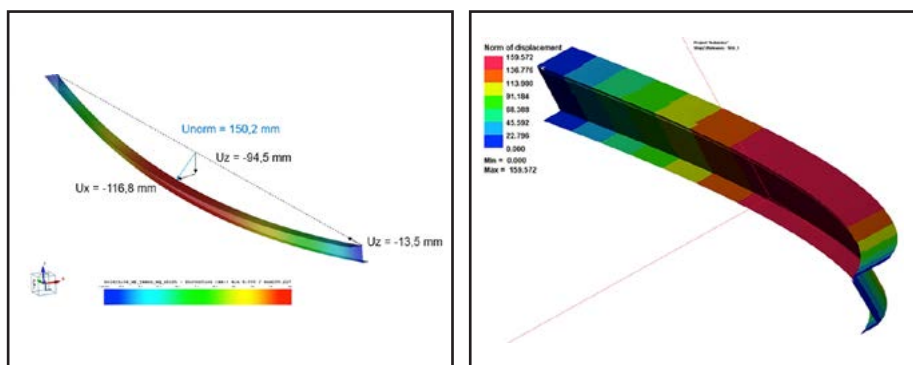 Unorm = 150,2 mm
Uz = -94,5 mm
Ux = -116,8 mm
Uz = -13,5 mm
Norm of displacement
159.572
136.776
113.980
91.184
68.388
45.592
22.796
0.000
Min = 0.000
Max = 159.572